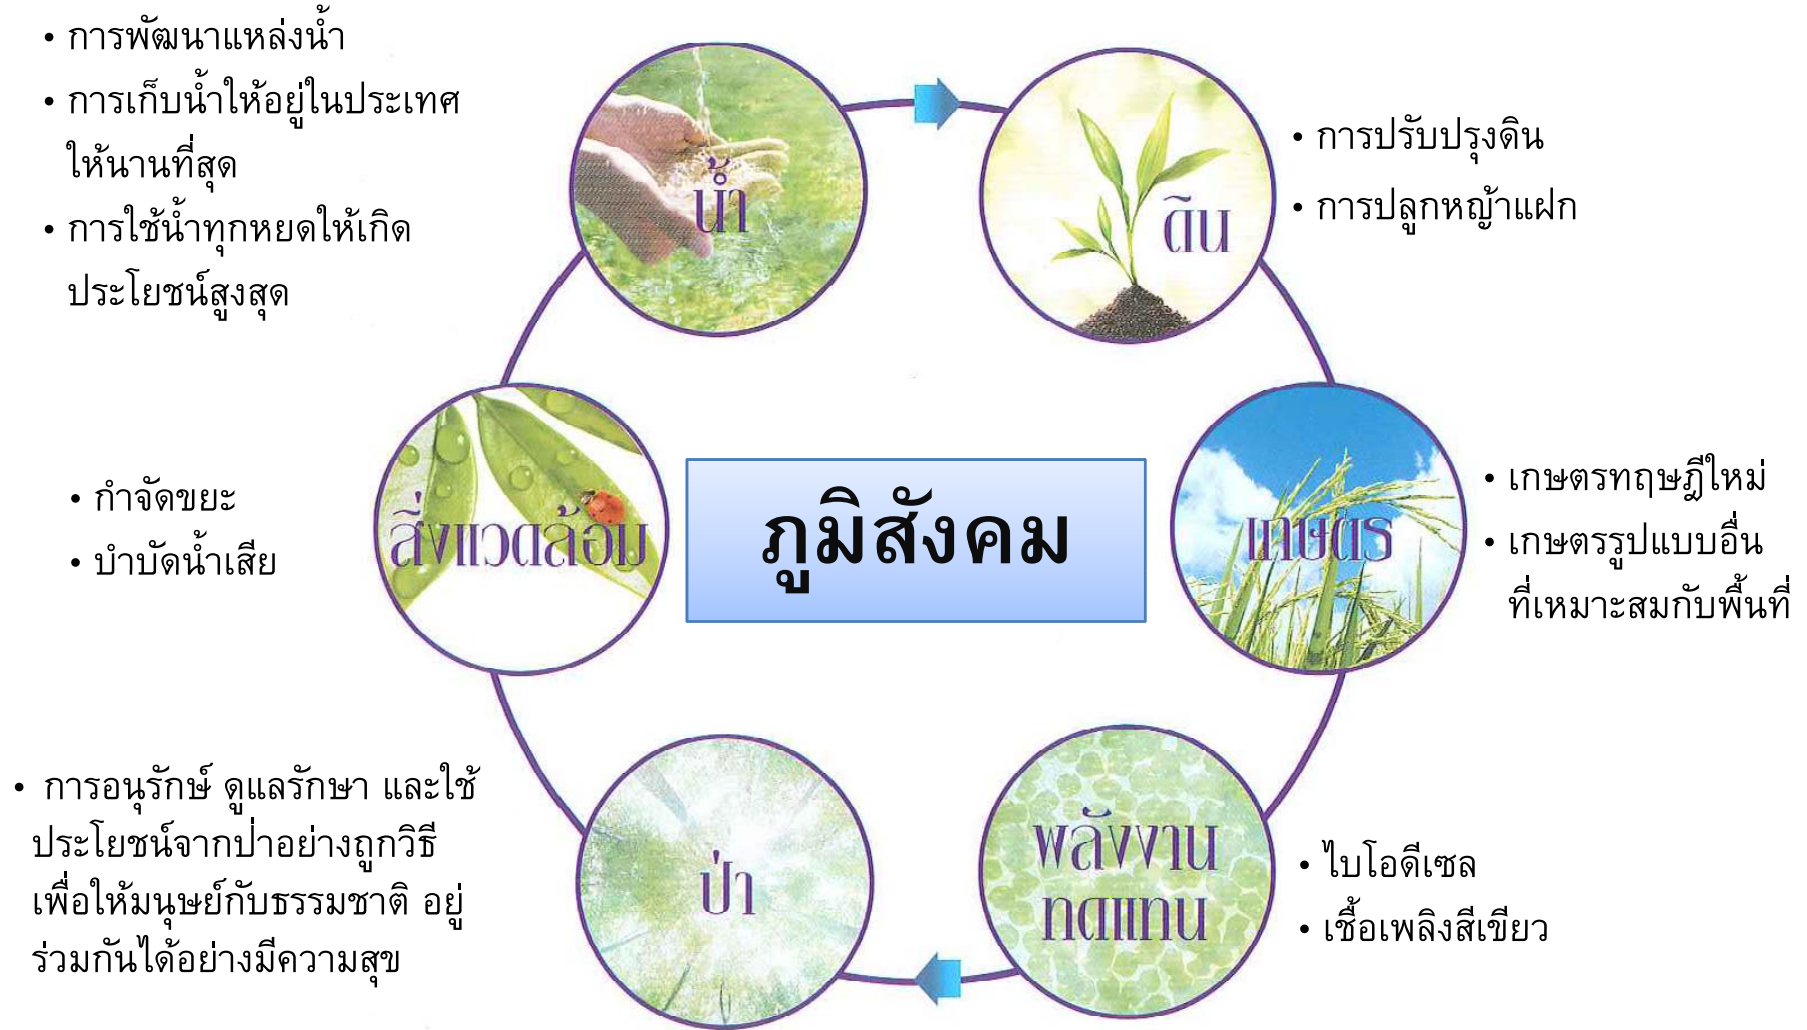 • การพัฒนาแหล่งน้ำ
• การเก็บน้ำให้อยู่ในประเทศ
ให้นานที่สุด
• การใช้น้ำทุกหยดให้เกิด
ประโยชน์สูงสุด
น้ำ
ดิน
• การปรับปรุงดิน
• การปลูกหญ้าแฝก
• กำจัดขยะ
• บำบัดน้ำเสีย
สิ่งแวดล้อม
ภูมิสังคม
เกษตร
• เกษตรทฤษฎีใหม่
• เกษตรรูปแบบอื่น
ที่เหมาะสมกับพื้นที่
• การอนุรักษ์ ดูแลรักษา และใช้
ประโยชน์จากป่าอย่างถูกวิธี
เพื่อให้มนุษย์กับธรรมชาติ อยู่
ร่วมกันได้อย่างมีความสุข
ป่า
พลังงาน
ทดแทน
• ไบโอดีเซล
• เชื้อเพลิงสีเขียว